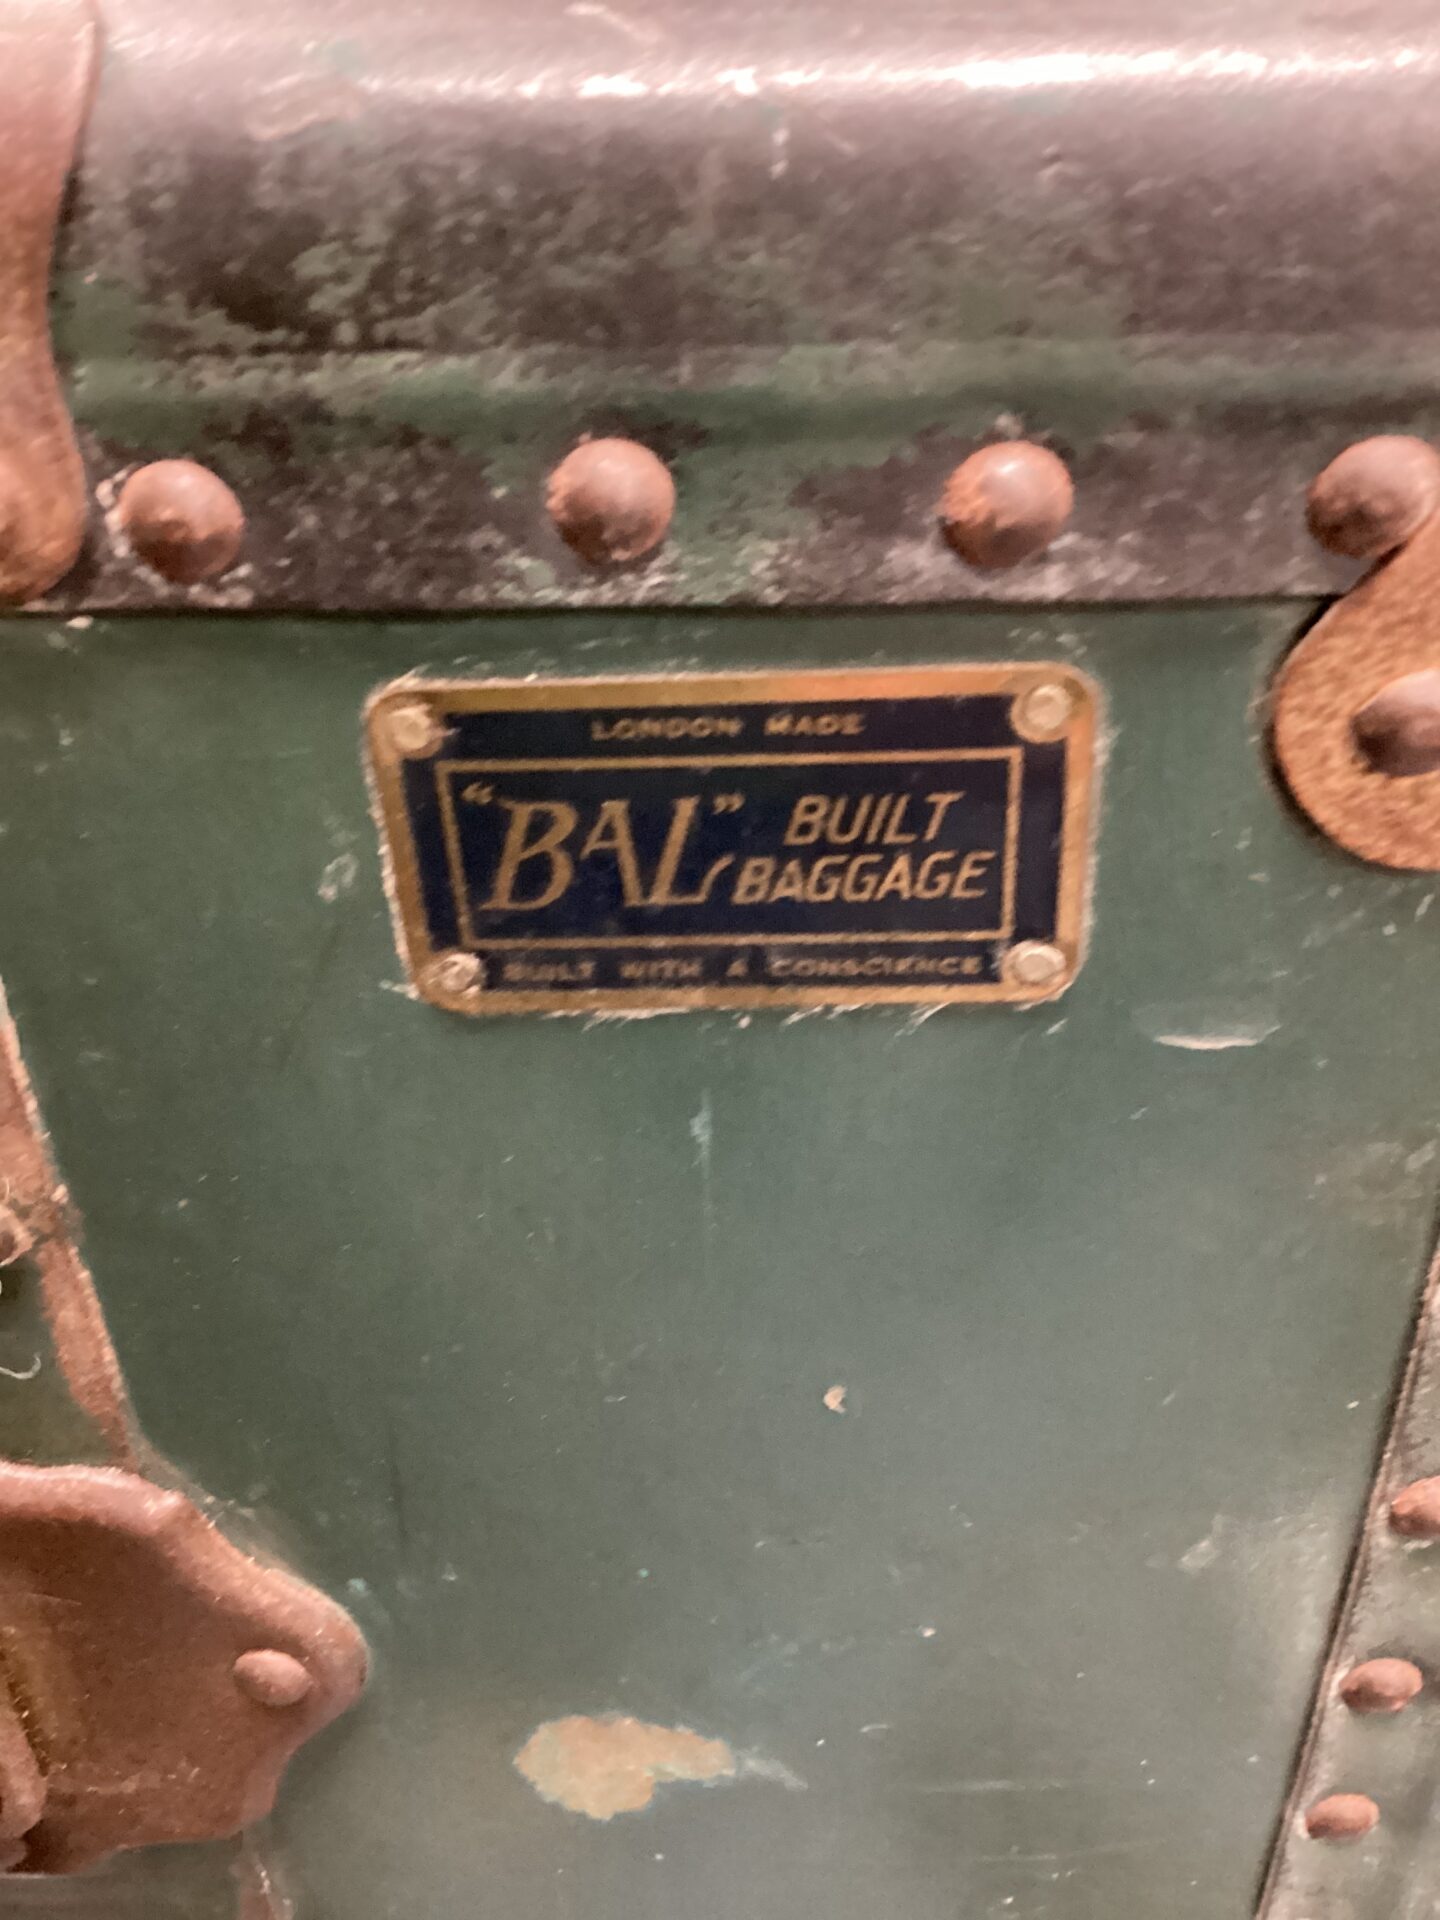 LONDON MADE
"BAL" BUILT
BAGGAGE
BUILT WITH A CONSCIENCE